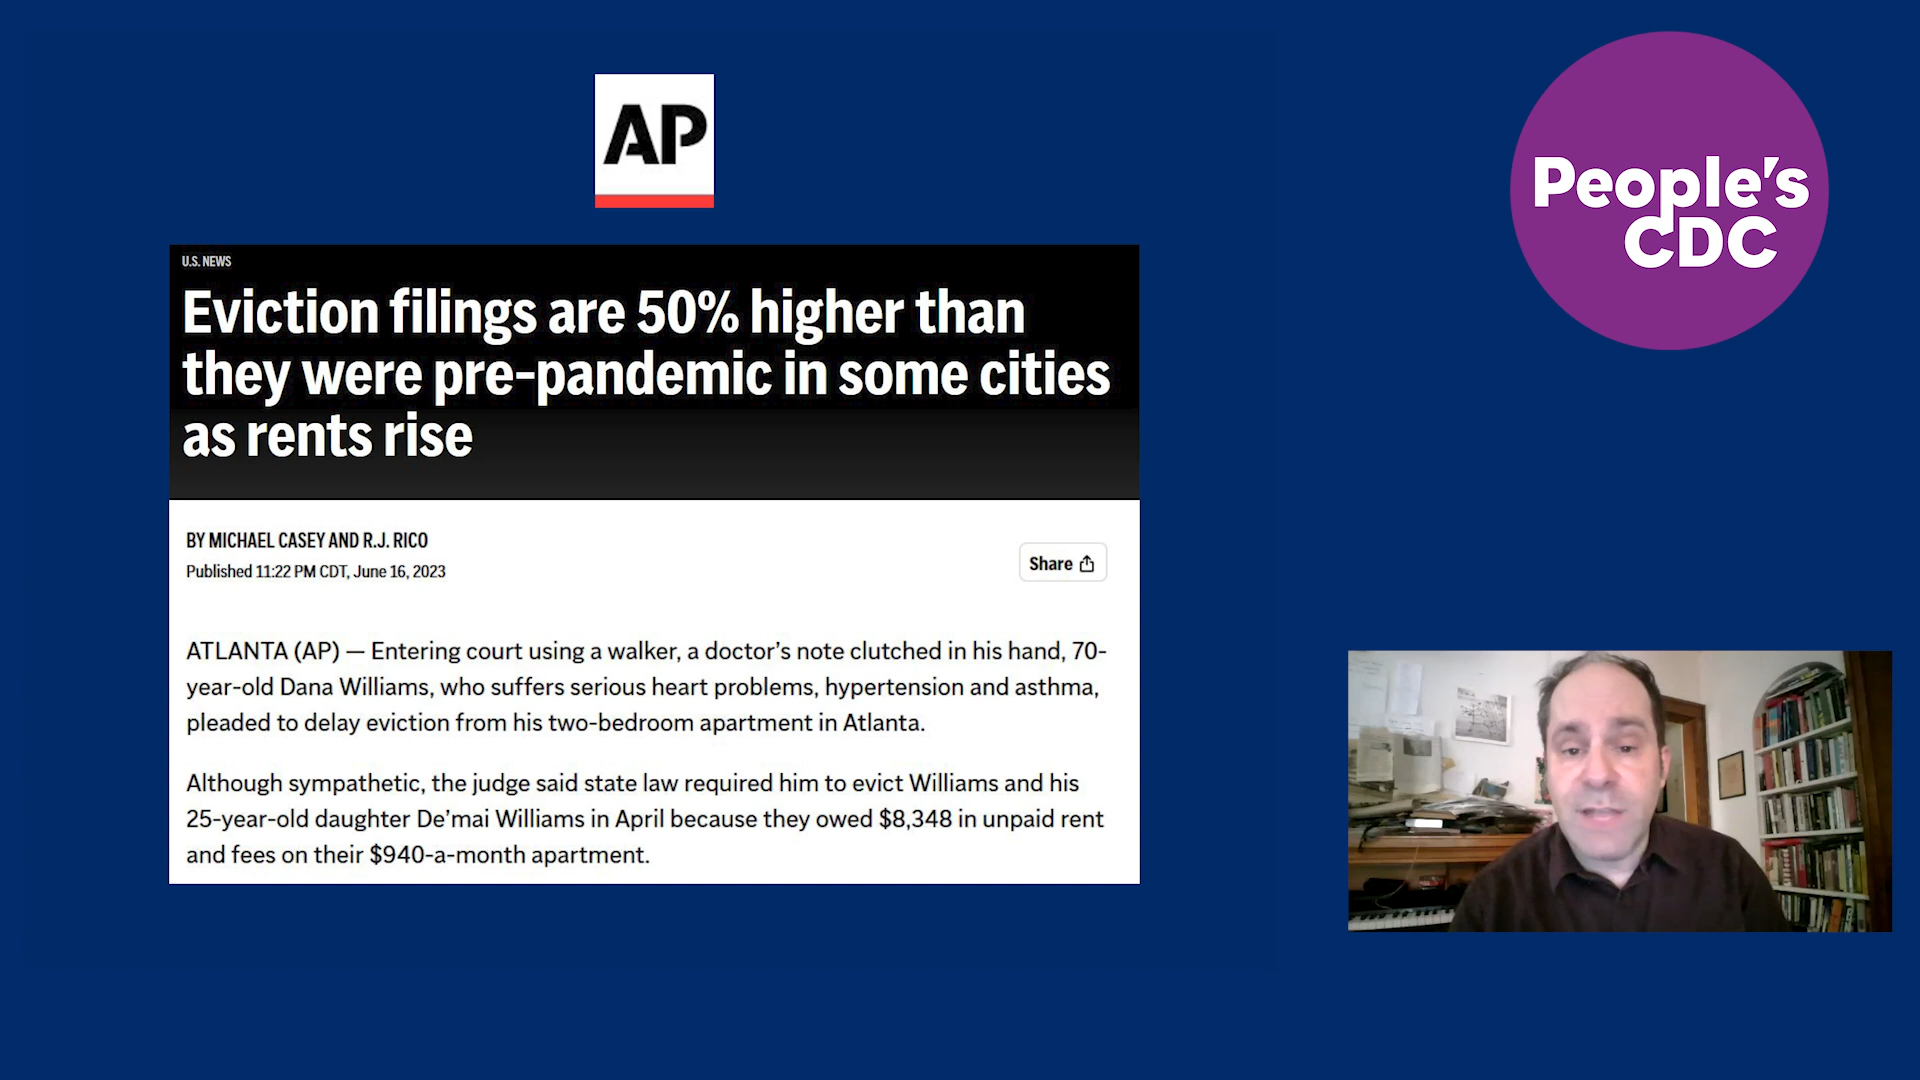 AP
People's
CDC
U.S. NEWS
Eviction filings are 50% higher than
they were pre-pandemic in some cities
as rents rise
BY MICHAEL CASEY AND R.J. RICO
Published 11:22 PM CDT, June 16, 2023
Share
ATLANTA (AP) — Entering court using a walker, a doctor’s note clutched in his hand, 70-
year-old Dana Williams, who suffers serious heart problems, hypertension and asthma,
pleaded to delay eviction from his two-bedroom apartment in Atlanta.
Although sympathetic, the judge said state law required him to evict Williams and his
25-year-old daughter De’mai Williams in April because they owed $8,348 in unpaid rent
and fees on their $940-a-month apartment.